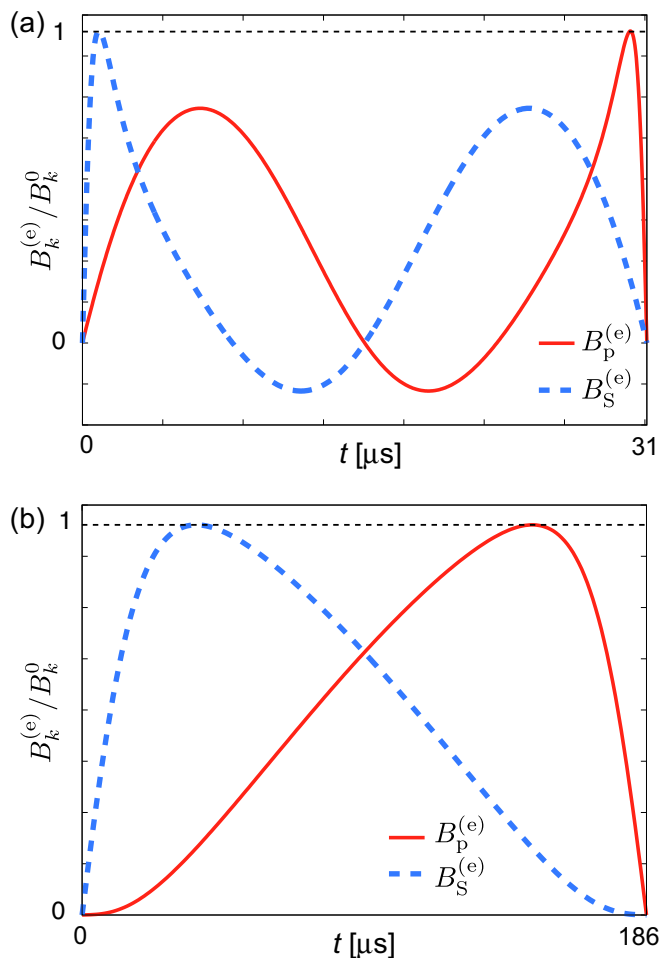 (a)
1
B_k^{(e)}/B_k^0
0
B_p^{(e)}
B_S^{(e)}
0
31
t [μs]
(b)
1
B_k^{(e)}/B_k^0
B_p^{(e)}
B_S^{(e)}
0
0
186
t [μs]